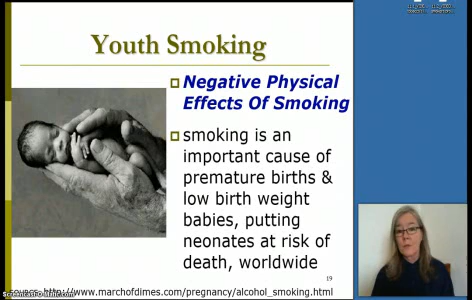 Youth Smoking
Negative Physical
Effects Of Smoking
smoking is an
important cause of
premature births &
low birth weight
babies, putting
neonates at risk of
death, worldwide
19
http://www.marchofdimes.com/pregnancy/alcohol_smoking.html